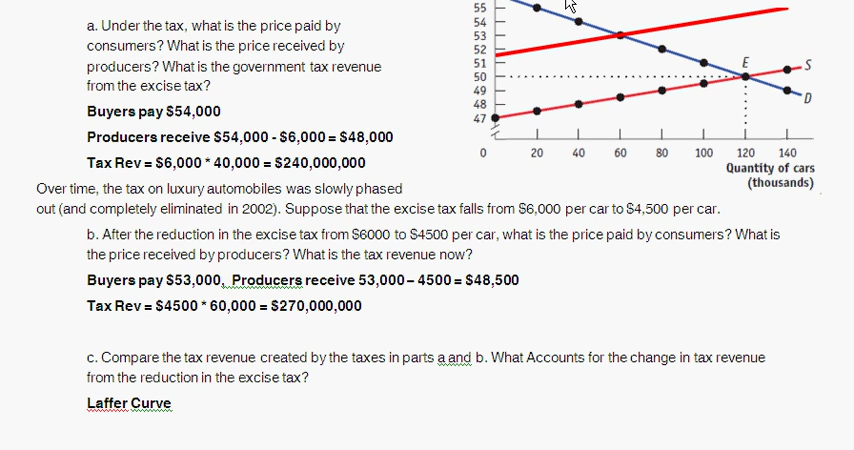 a. Under the tax, what is the price paid by
consumers? What is the price received by
producers? What is the government tax revenue
from the excise tax?
Buyers pay $54,000
Producers receive $54,000 - $6,000 = $48,000
Tax Rev = $6,000 * 40,000 = $240,000,000
55
54
53
52
51
50
49
48
47
E
S
D
0 20 40 60 80 100 120 140
Quantity of cars
(thousands)
Over time, the tax on luxury automobiles was slowly phased
out (and completely eliminated in 2002). Suppose that the excise tax falls from $6,000 per car to $4,500 per car.
b. After the reduction in the excise tax from $6000 to $4500 per car, what is the price paid by consumers? What is
the price received by producers? What is the tax revenue now?
Buyers pay $53,000, Producers receive 53,000 – 4500 = $48,500
Tax Rev = $4500 * 60,000 = $270,000,000
c. Compare the tax revenue created by the taxes in parts a and b. What Accounts for the change in tax revenue
from the reduction in the excise tax?
Laffer Curve